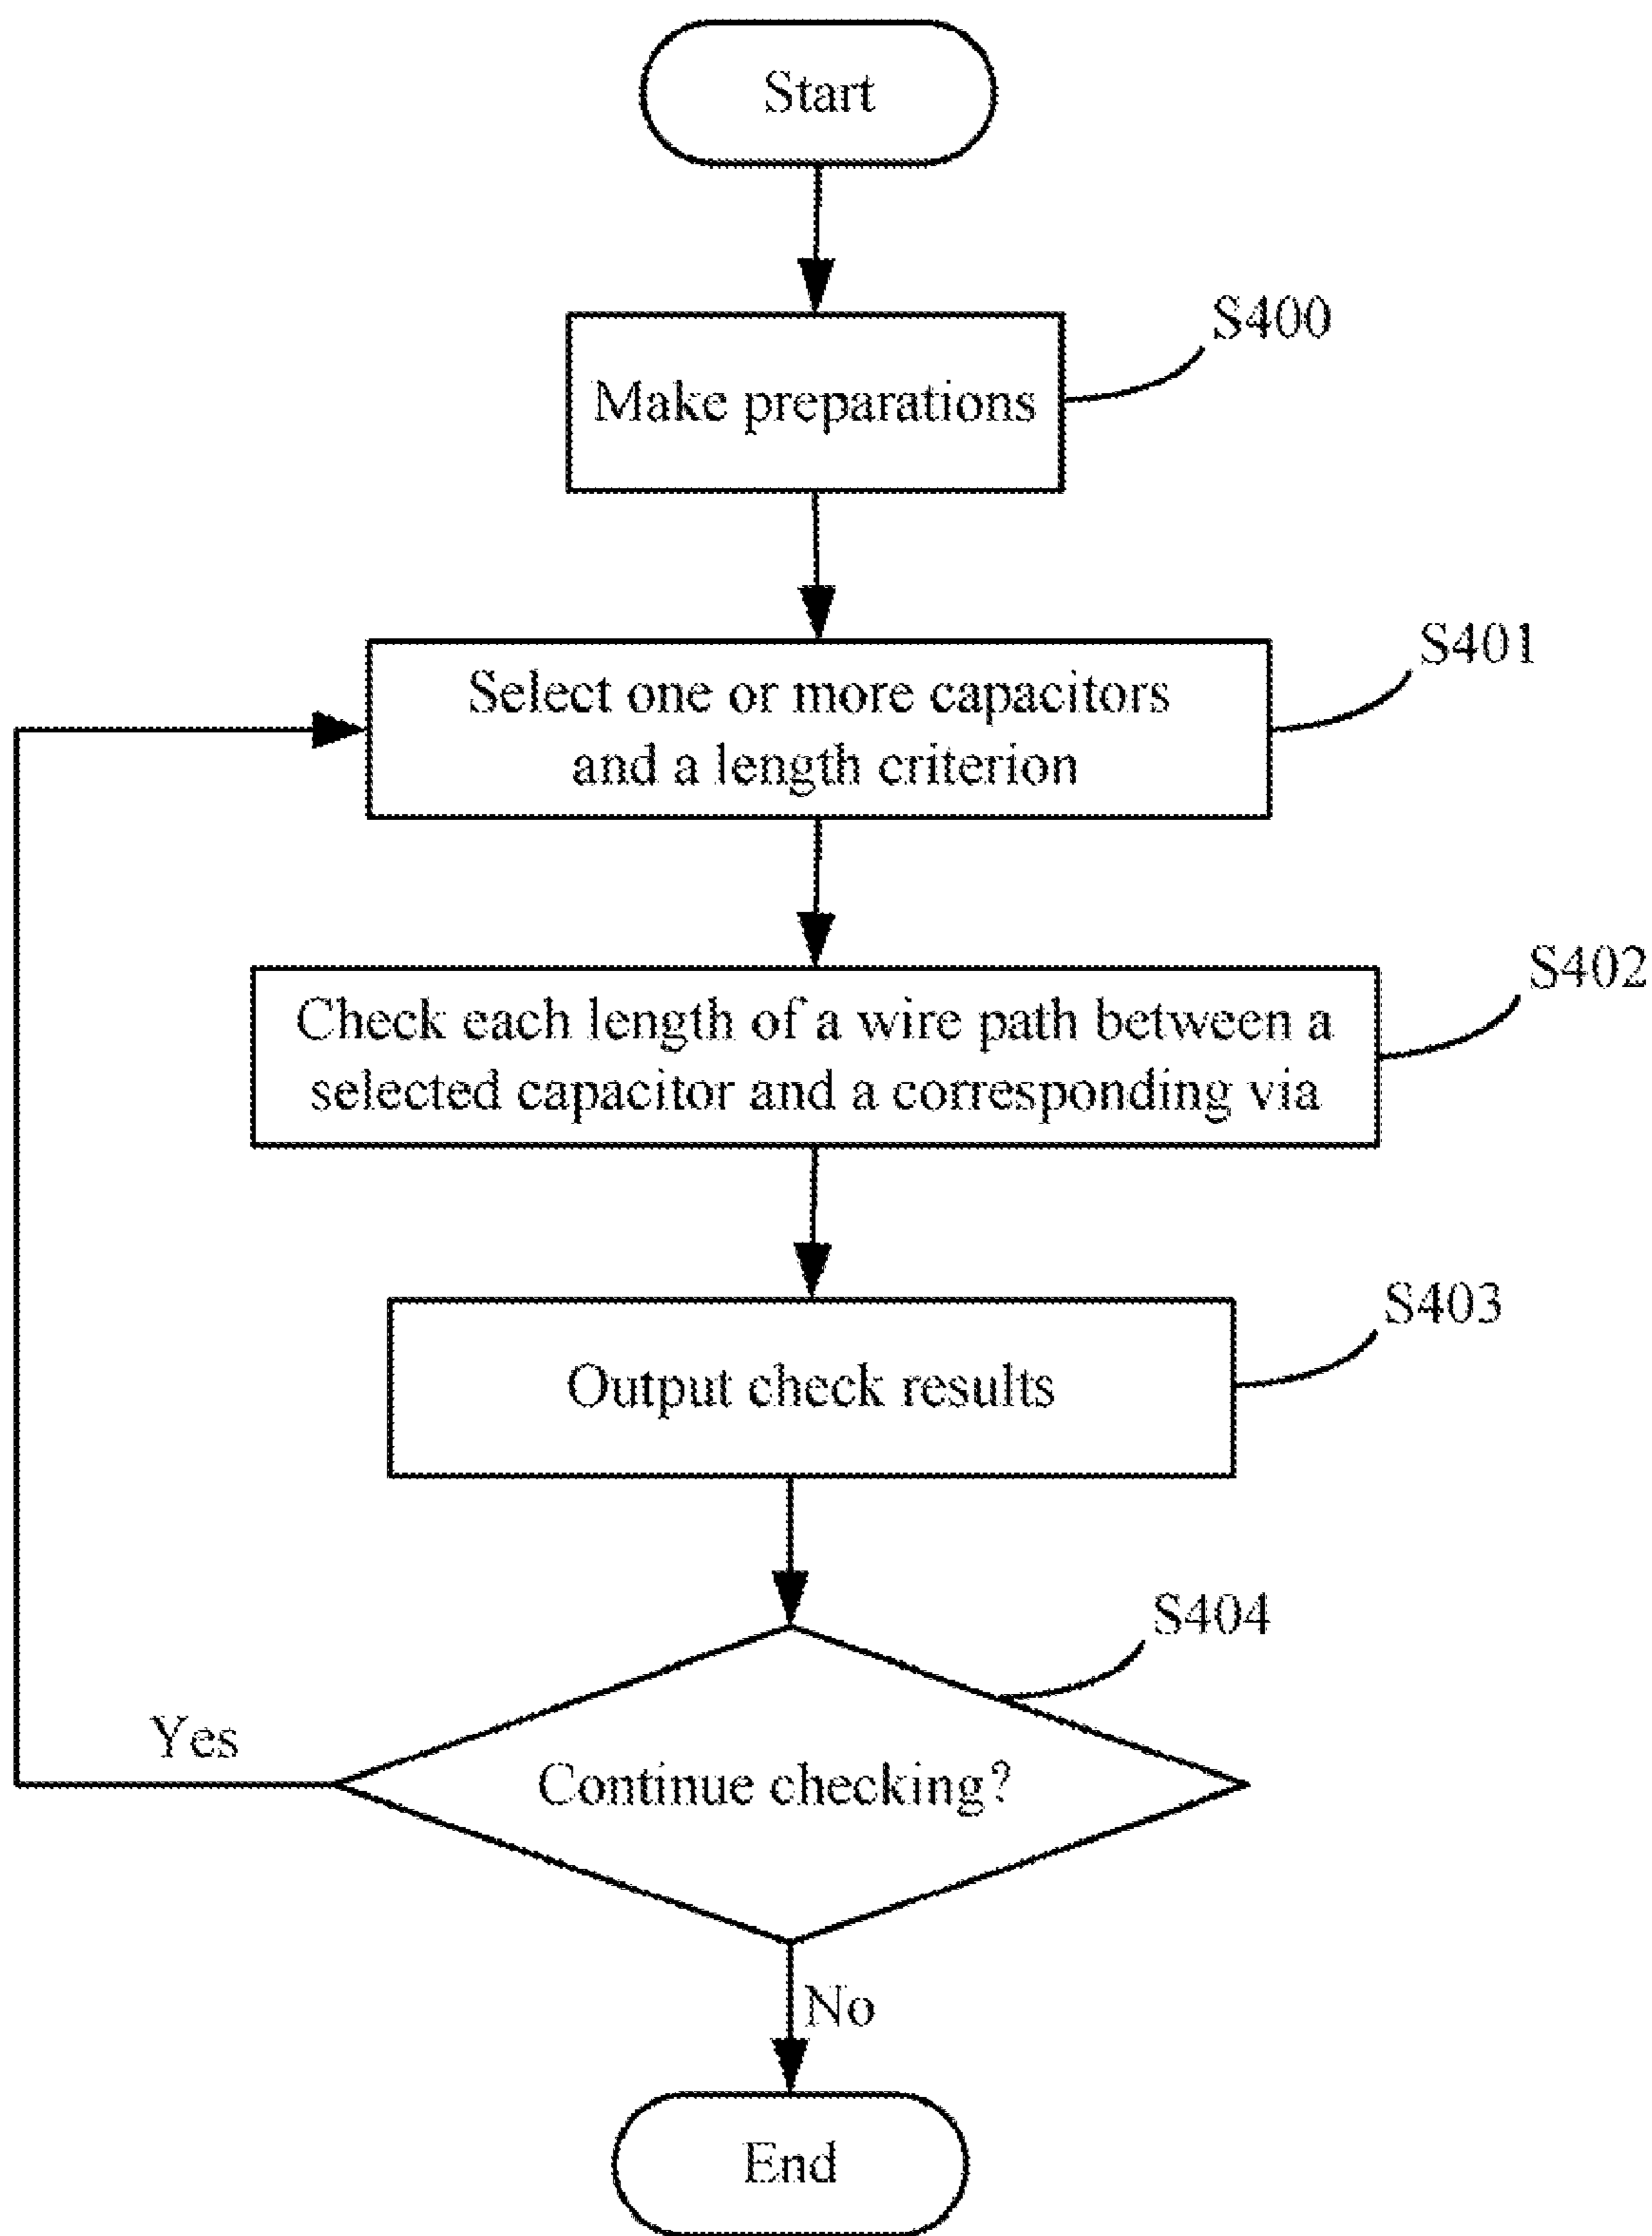 Start
S400
Make preparations
S401
Select one or more capacitors
and a length criterion
S402
Check each length of a wire path between a
selected capacitor and a corresponding via
S403
Output check results
S404
Yes
Continue checking?
No
End